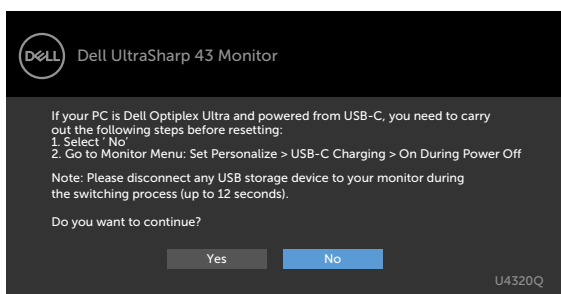 DELL
Dell UltraSharp 43 Monitor
If your PC is Dell Optiplex Ultra and powered from USB-C, you need to carry
out the following steps before resetting:
1. Select ‘ No’
2. Go to Monitor Menu: Set Personalize > USB-C Charging > On During Power Off
Note: Please disconnect any USB storage device to your monitor during
the switching process (up to 12 seconds).
Do you want to continue?
Yes No
U4320Q